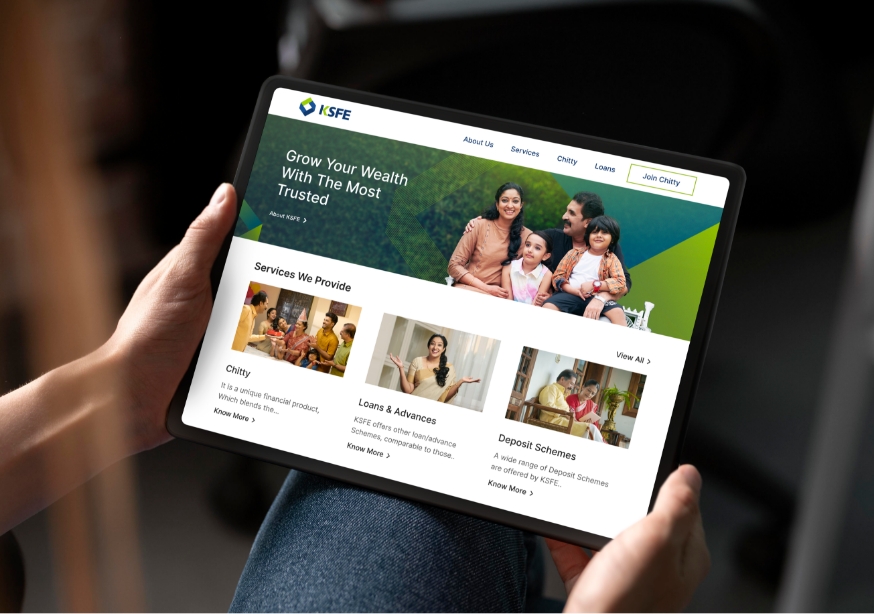 KSFE
About Us
Services
Chitty
Loans
Join Chitty
Grow Your Wealth
With The Most
Trusted
About KSFE >
Services We Provide
View All >
Chitty
It is a unique financial product,
Which blends the...
Know More >
Loans & Advances
KSFE offers other loan/advance
Schemes, comparable to those..
Know More >
Deposit Schemes
A wide range of Deposit Schemes
are offered by KSFE..
Know More >